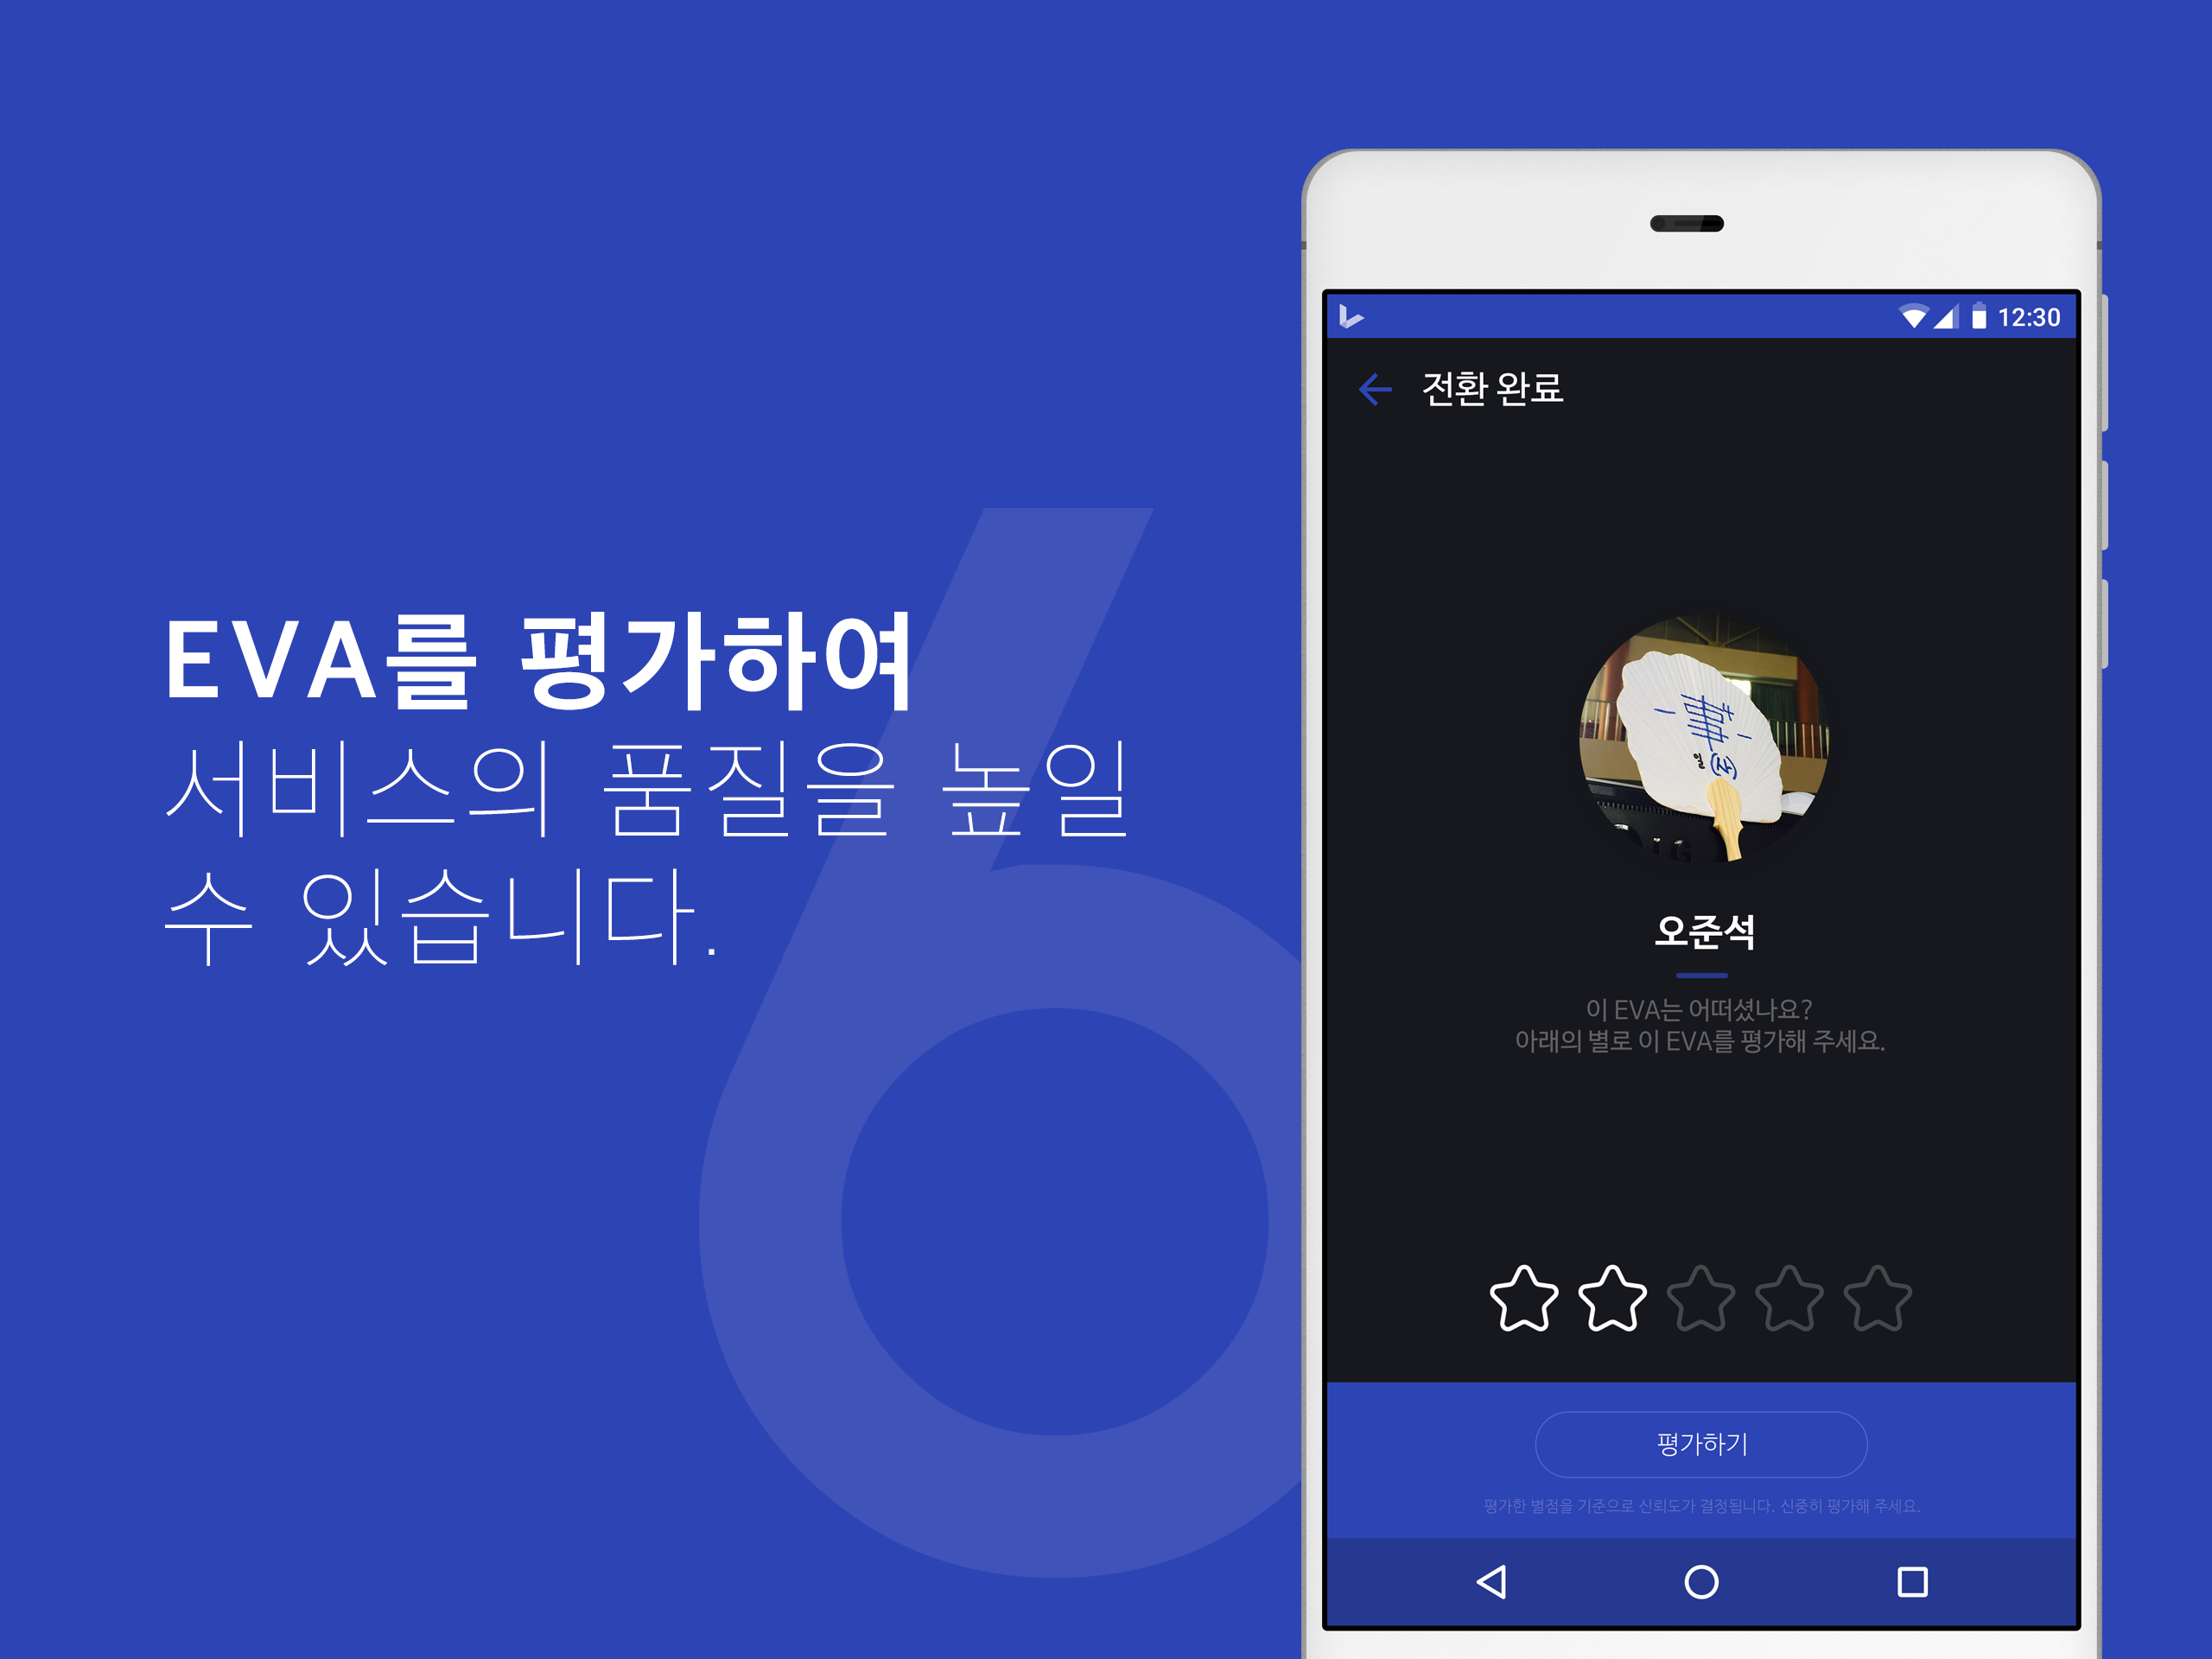 EVA를 평가하여
서비스의 품질을 높일
수 있습니다.
6
12:30
전환 완료
오준석
이 EVA는 어떠셨나요?
아래의 별로 이 EVA를 평가해 주세요.
평가하기
평가한 별점을 기준으로 신뢰도가 결정됩니다. 신중히 평가해 주세요.